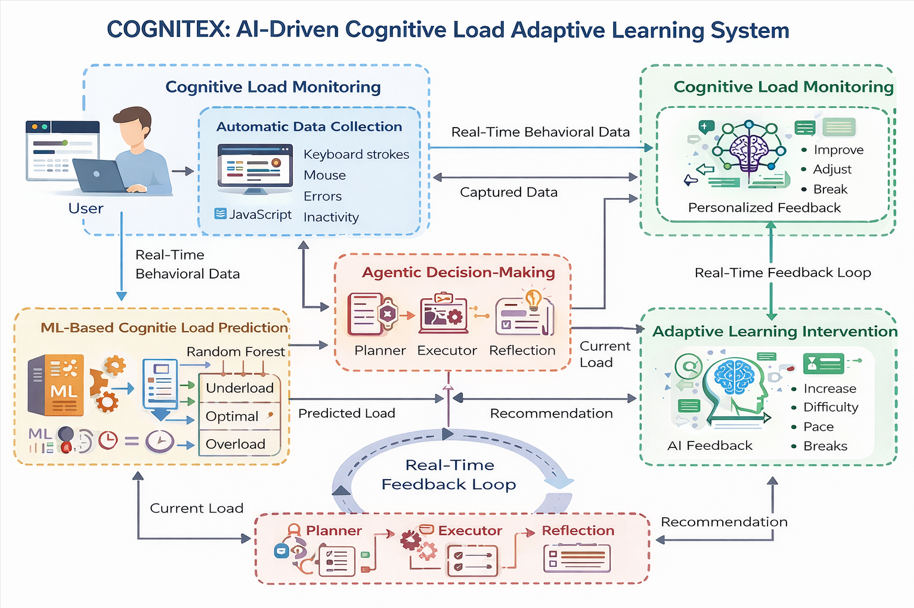 COGNITEX: AI-Driven Cognitive Load Adaptive Learning System
Cognitive Load Monitoring
Automatic Data Collection
Keyboard strokes
Mouse
Errors
Inactivity
JavaScript
User
Real-Time Behavioral Data
Captured Data
Cognitive Load Monitoring
Improve
Adjust
Break
Personalized Feedback
Real-Time
Behavioral Data
Agentic Decision-Making
Planner
Executor
Reflection
Real-Time Feedback Loop
ML-Based Cognitie Load Prediction
Random Forest
ML
Underload
Optimal
Overload
ML
Current
Load
Adaptive Learning Intervention
Increase
Difficulty
Pace
Breaks
AI Feedback
Predicted Load
Recommendation
Real-Time
Feedback Loop
Current Load
Planner
Executor
Reflection
Recommendation